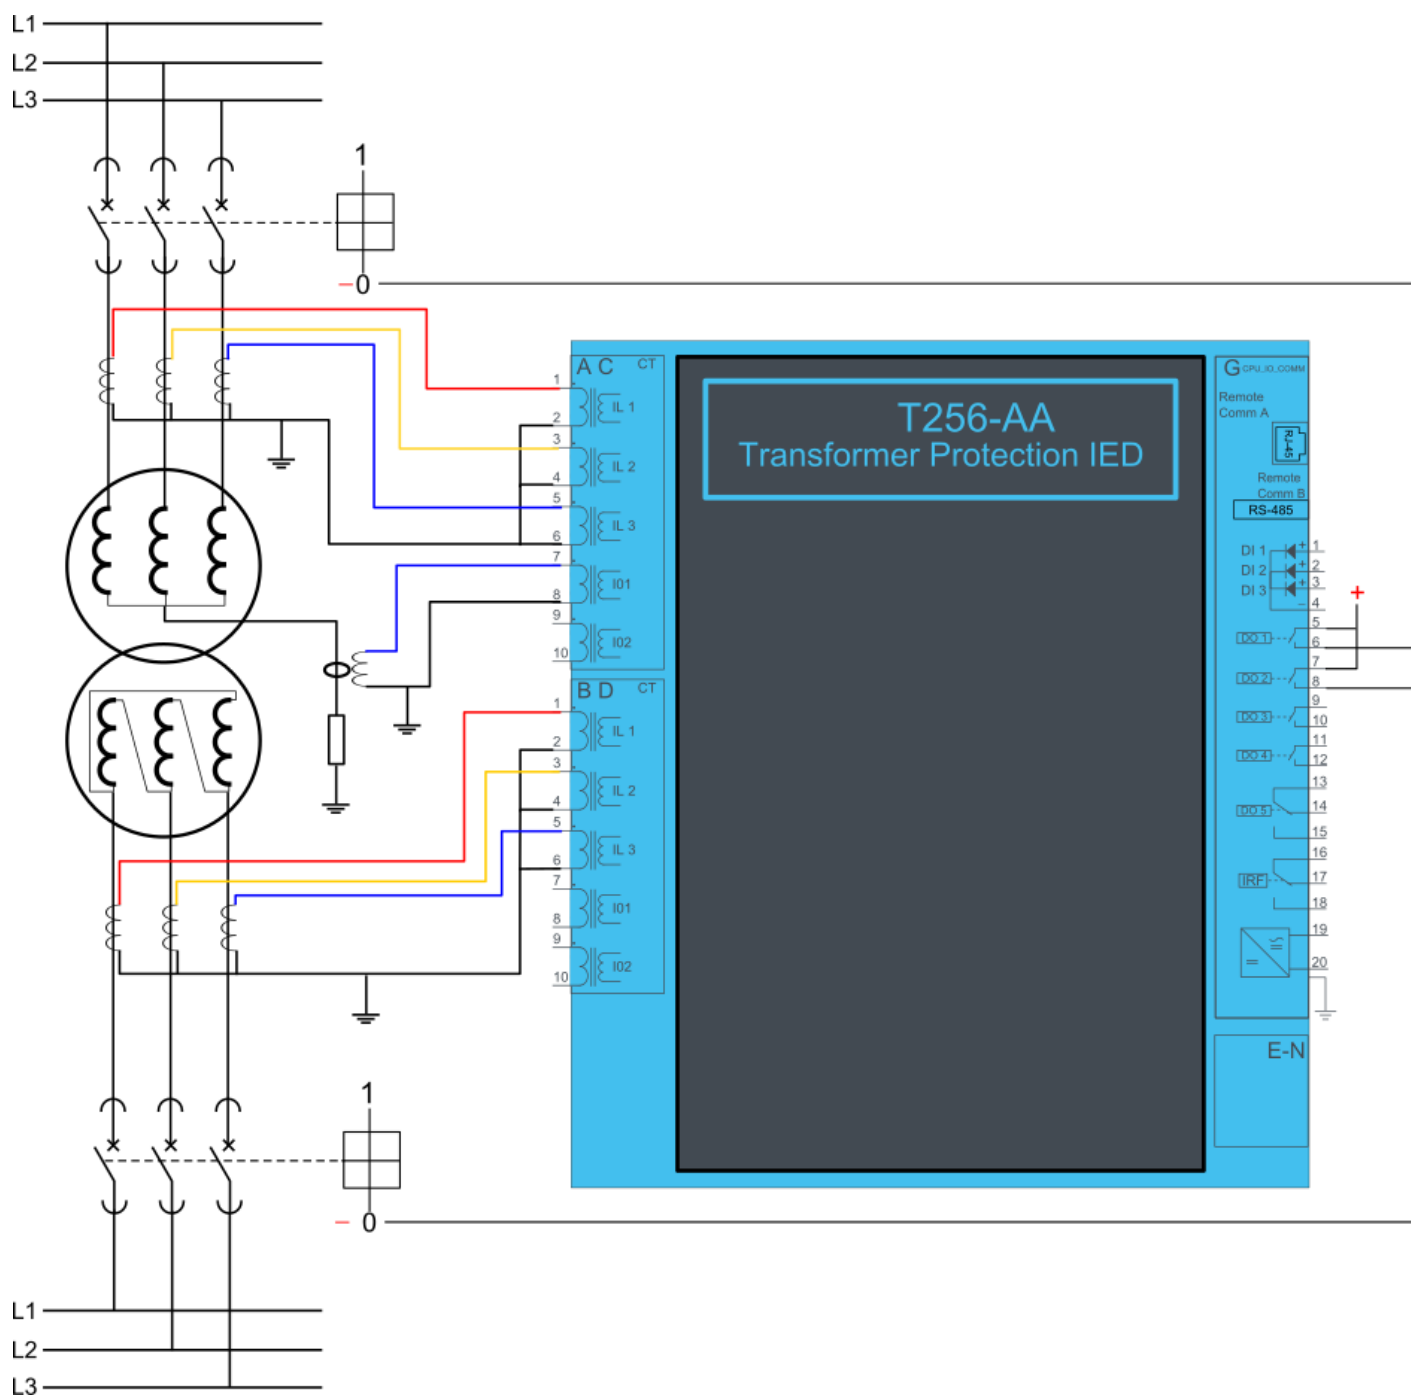 L1
L2
L3
1
−0
A C CT
1
IL 1
2
3
IL 2
4
5
IL 3
6
7
I01
8
9
I02
10
B D CT
1
IL 1
2
3
IL 2
4
5
IL 3
6
7
I01
8
9
I02
10
T256-AA
Transformer Protection IED
G CPU_IO_COMM
Remote
Comm A
RJ-45
Remote
Comm B
RS-485
DI 1 + 1
DI 2 + 2
DI 3 + 3
− 4
+
5
DO 1 6
7
DO 2 8
9
DO 3 10
11
DO 4 12
13
DO 5 14
15
16
IRF 17
18
19
20
E-N
1
− 0
L1
L2
L3